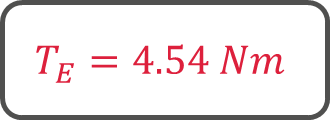 T_E = 4.54 Nm